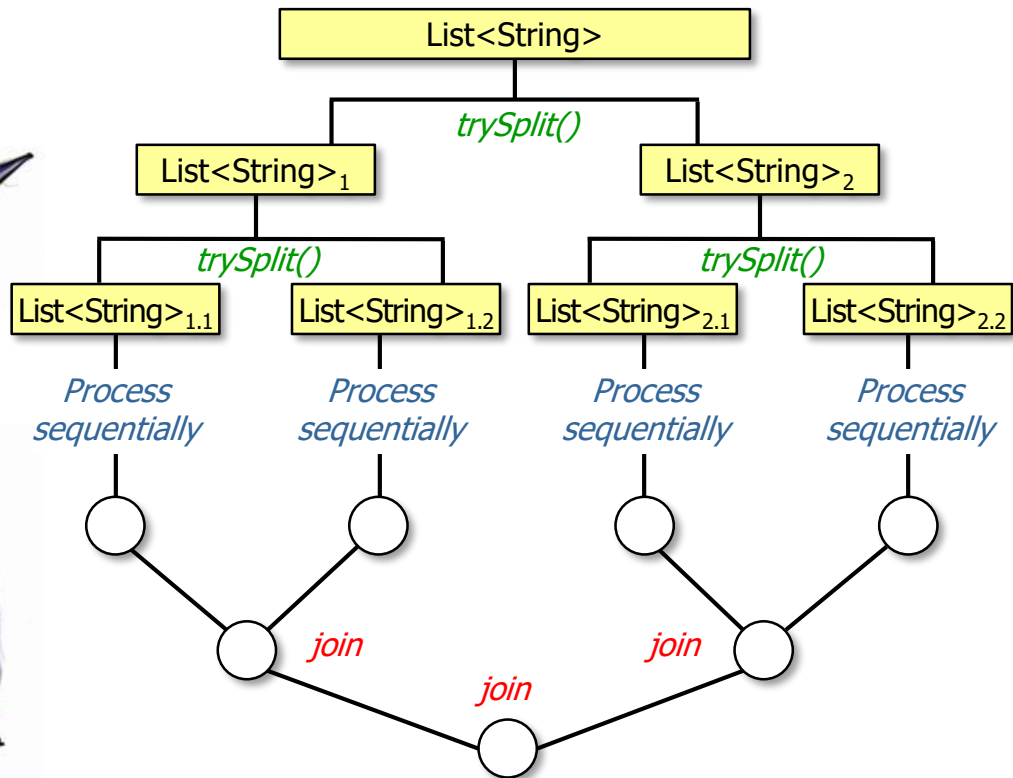 List<String>
trySplit()
List<String>1 List<String>2
trySplit() trySplit()
List<String>1.1 List<String>1.2 List<String>2.1 List<String>2.2
Process Process Process Process
sequentially sequentially sequentially sequentially
join join
join